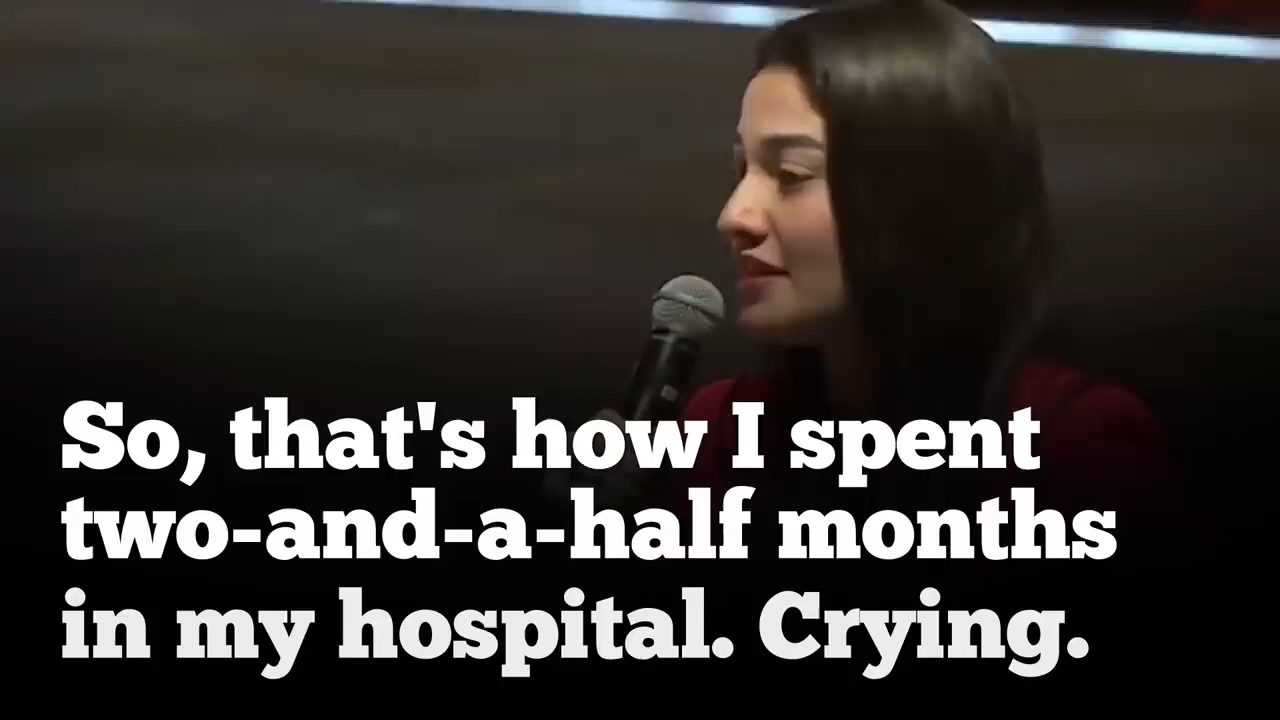 So, that's how I spent
two-and-a-half months
in my hospital. Crying.